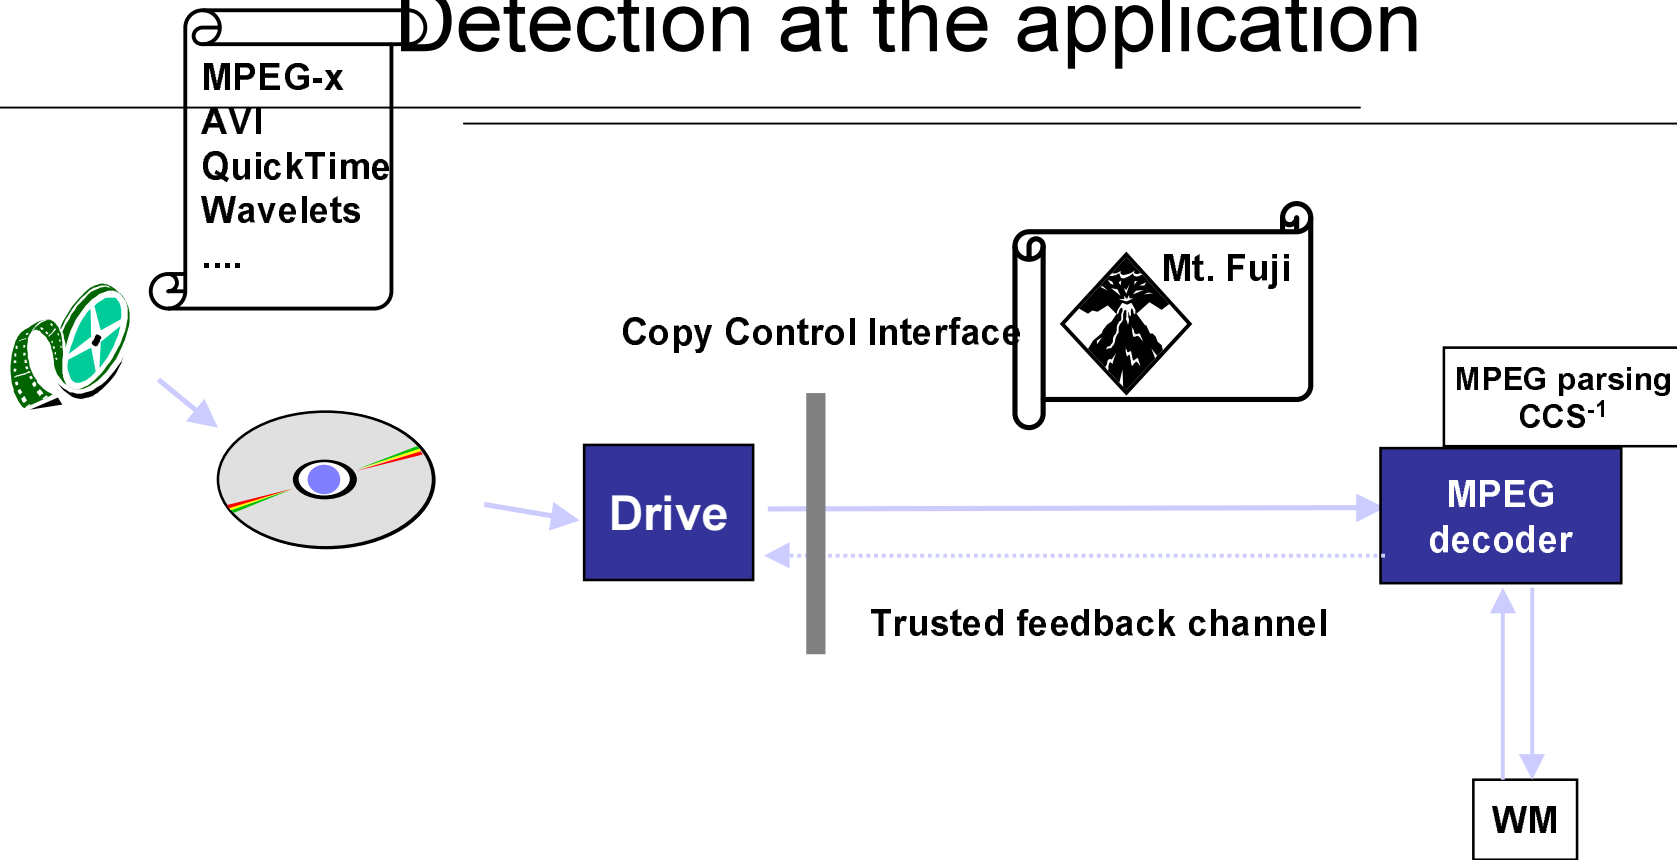 Detection at the application
MPEG-x
AVI
QuickTime
Wavelets
....
Mt. Fuji
Copy Control Interface
MPEG parsing
CCS-1
Drive
MPEG
decoder
Trusted feedback channel
WM